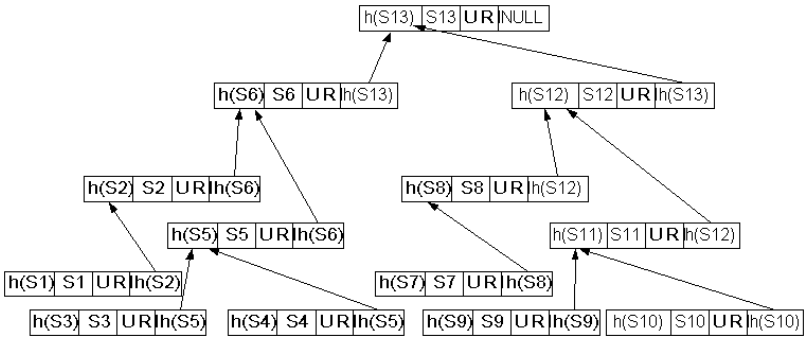 h(S13) S13 UR NULL
h(S6) S6 UR h(S13)
h(S12) S12 UR h(S13)
h(S2) S2 UR h(S6)
h(S8) S8 UR h(S12)
h(S5) S5 UR h(S6)
h(S11) S11 UR h(S12)
h(S1) S1 UR h(S2)
h(S7) S7 UR h(S8)
h(S3) S3 UR h(S5)
h(S4) S4 UR h(S5)
h(S9) S9 UR h(S9)
h(S10) S10 UR h(S10)